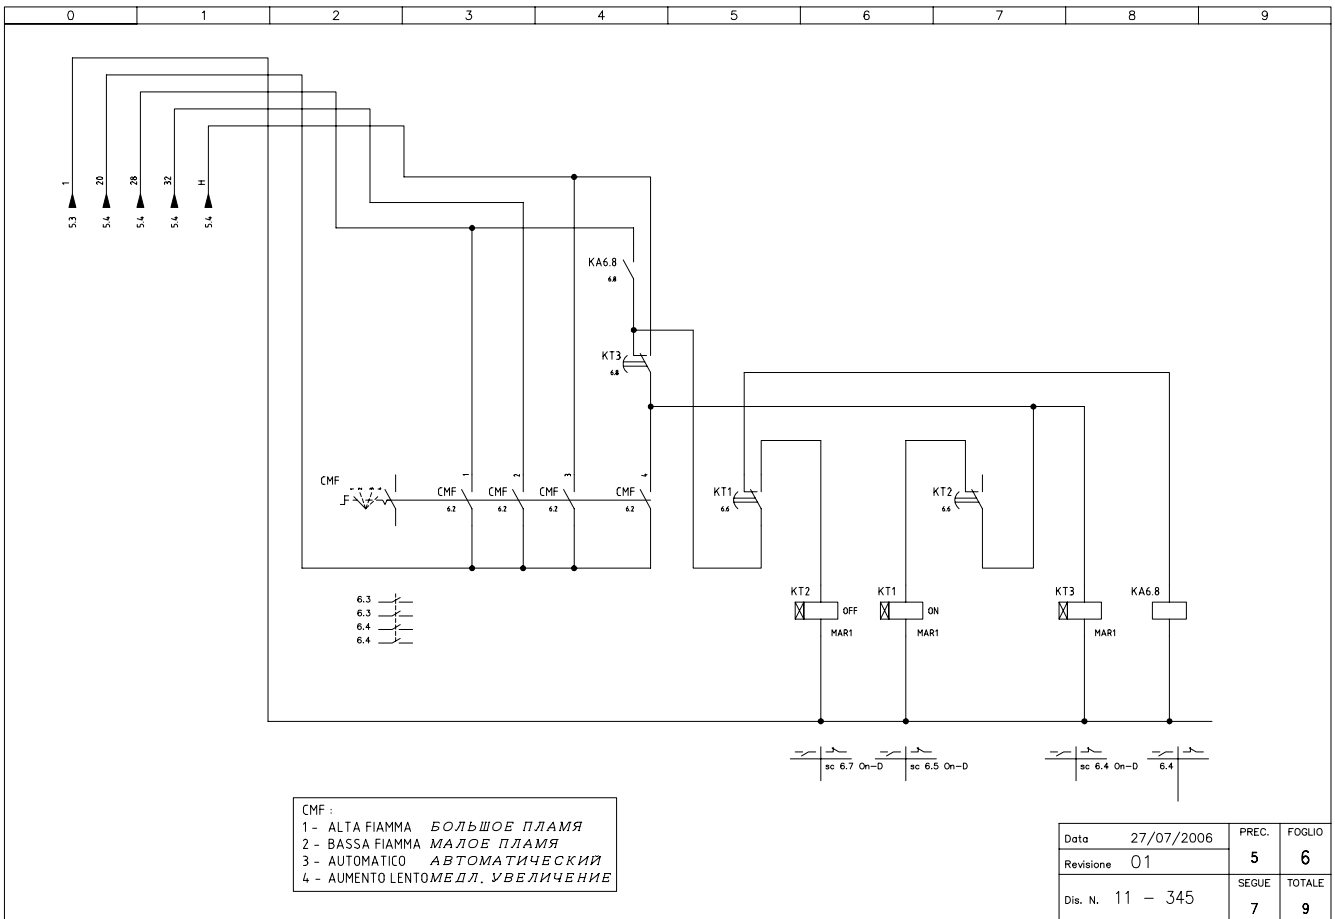 0 1 2 3 4 5 6 7 8 9
1 20 28 32 H
5.3 5.4 5.4 5.4 5.4
KA6.8
6.8
KT3
6.8
CMF
1 2 3 4
CMF 1
6.2
CMF 2
6.2
CMF 3
6.2
CMF 4
6.2
KT1
6.6
KT2
6.6
6.3
6.3
6.4
6.4
KT2 OFF
MAR1
KT1 ON
MAR1
KT3
MAR1
KA6.8
sc 6.7 On-D
sc 6.5 On-D
sc 6.4 On-D
6.4
CMF :
1 - ALTA FIAMMA БОЛЬШОЕ ПЛАМЯ
2 - BASSA FIAMMA МАЛОЕ ПЛАМЯ
3 - AUTOMATICO АВТОМАТИЧЕСКИЙ
4 - AUMENTO LENTO МЕДЛ. УВЕЛИЧЕНИЕ
Data 27/07/2006
Revisione 01
Dis. N. 11 - 345
PREC. FOGLIO
5 6
SEGUE TOTALE
7 9